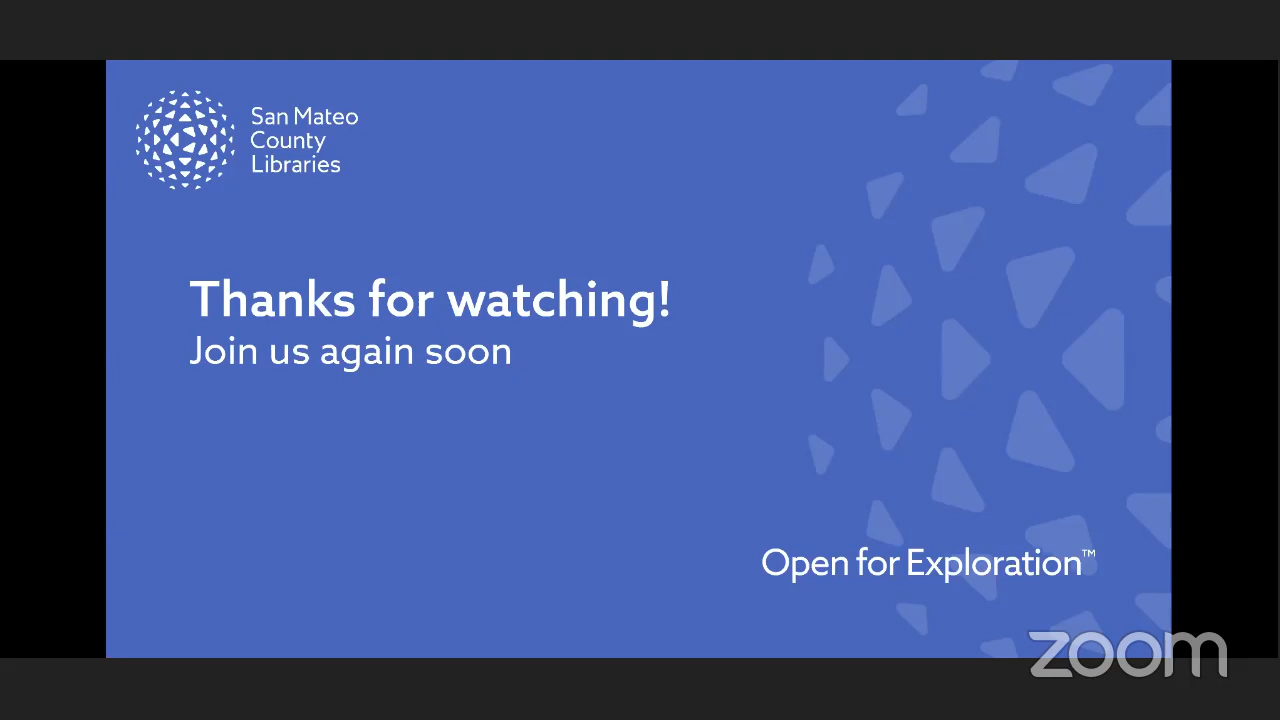 San Mateo
County
Libraries
Thanks for watching!
Join us again soon
Open for Exploration™
zoom